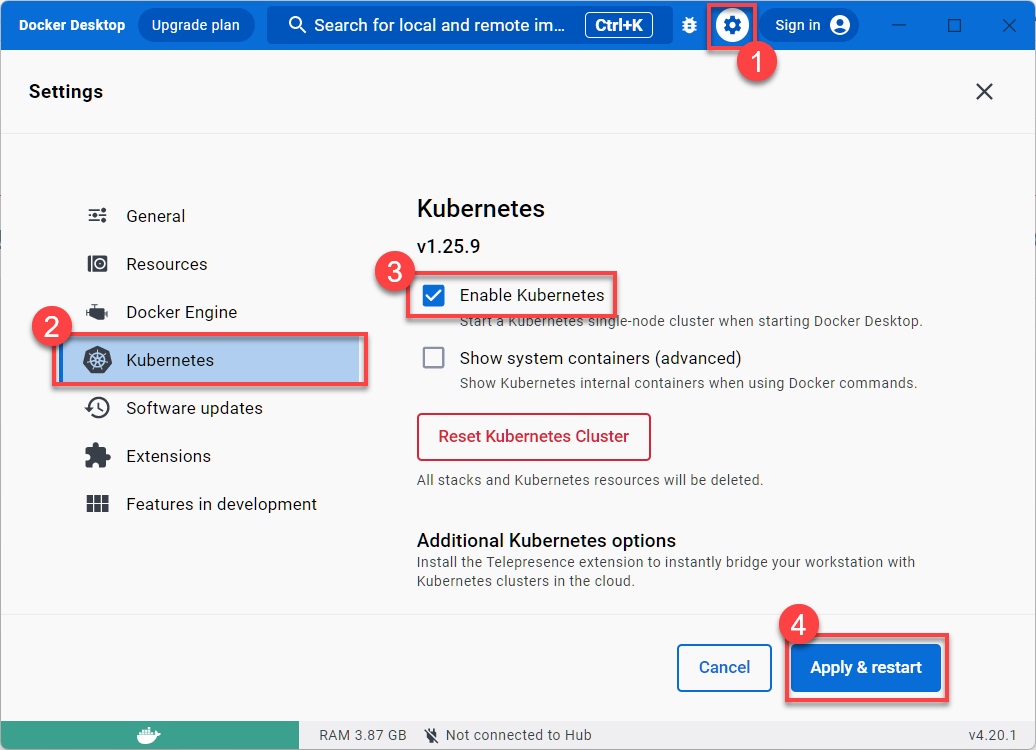 Docker Desktop
Upgrade plan
Search for local and remote im...
Ctrl+K
Sign in
1
Settings
General
Resources
Docker Engine
2
Kubernetes
Software updates
Extensions
Features in development
Kubernetes
v1.25.9
3
Enable Kubernetes
Start a Kubernetes single-node cluster when starting Docker Desktop.
Show system containers (advanced)
Show Kubernetes internal containers when using Docker commands.
Reset Kubernetes Cluster
All stacks and Kubernetes resources will be deleted.
Additional Kubernetes options
Install the Telepresence extension to instantly bridge your workstation with
Kubernetes clusters in the cloud.
4
Cancel
Apply & restart
RAM 3.87 GB
Not connected to Hub
v4.20.1